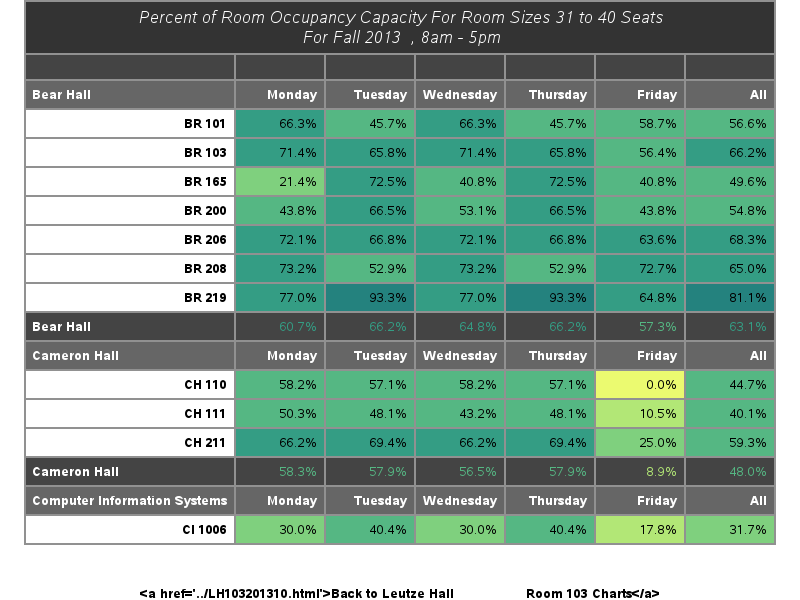 Percent of Room Occupancy Capacity For Room Sizes 31 to 40 Seats
For Fall 2013 , 8am - 5pm
Bear Hall Monday Tuesday Wednesday Thursday Friday All
BR 101 66.3% 45.7% 66.3% 45.7% 58.7% 56.6%
BR 103 71.4% 65.8% 71.4% 65.8% 56.4% 66.2%
BR 165 21.4% 72.5% 40.8% 72.5% 40.8% 49.6%
BR 200 43.8% 66.5% 53.1% 66.5% 43.8% 54.8%
BR 206 72.1% 66.8% 72.1% 66.8% 63.6% 68.3%
BR 208 73.2% 52.9% 73.2% 52.9% 72.7% 65.0%
BR 219 77.0% 93.3% 77.0% 93.3% 64.8% 81.1%
Bear Hall 60.7% 66.2% 64.8% 66.2% 57.3% 63.1%
Cameron Hall Monday Tuesday Wednesday Thursday Friday All
CH 110 58.2% 57.1% 58.2% 57.1% 0.0% 44.7%
CH 111 50.3% 48.1% 43.2% 48.1% 10.5% 40.1%
CH 211 66.2% 69.4% 66.2% 69.4% 25.0% 59.3%
Cameron Hall 58.3% 57.9% 56.5% 57.9% 8.9% 48.0%
Computer Information Systems Monday Tuesday Wednesday Thursday Friday All
CI 1006 30.0% 40.4% 30.0% 40.4% 17.8% 31.7%
<a href='../LH103201310.html'>Back to Leutze Hall Room 103 Charts</a>